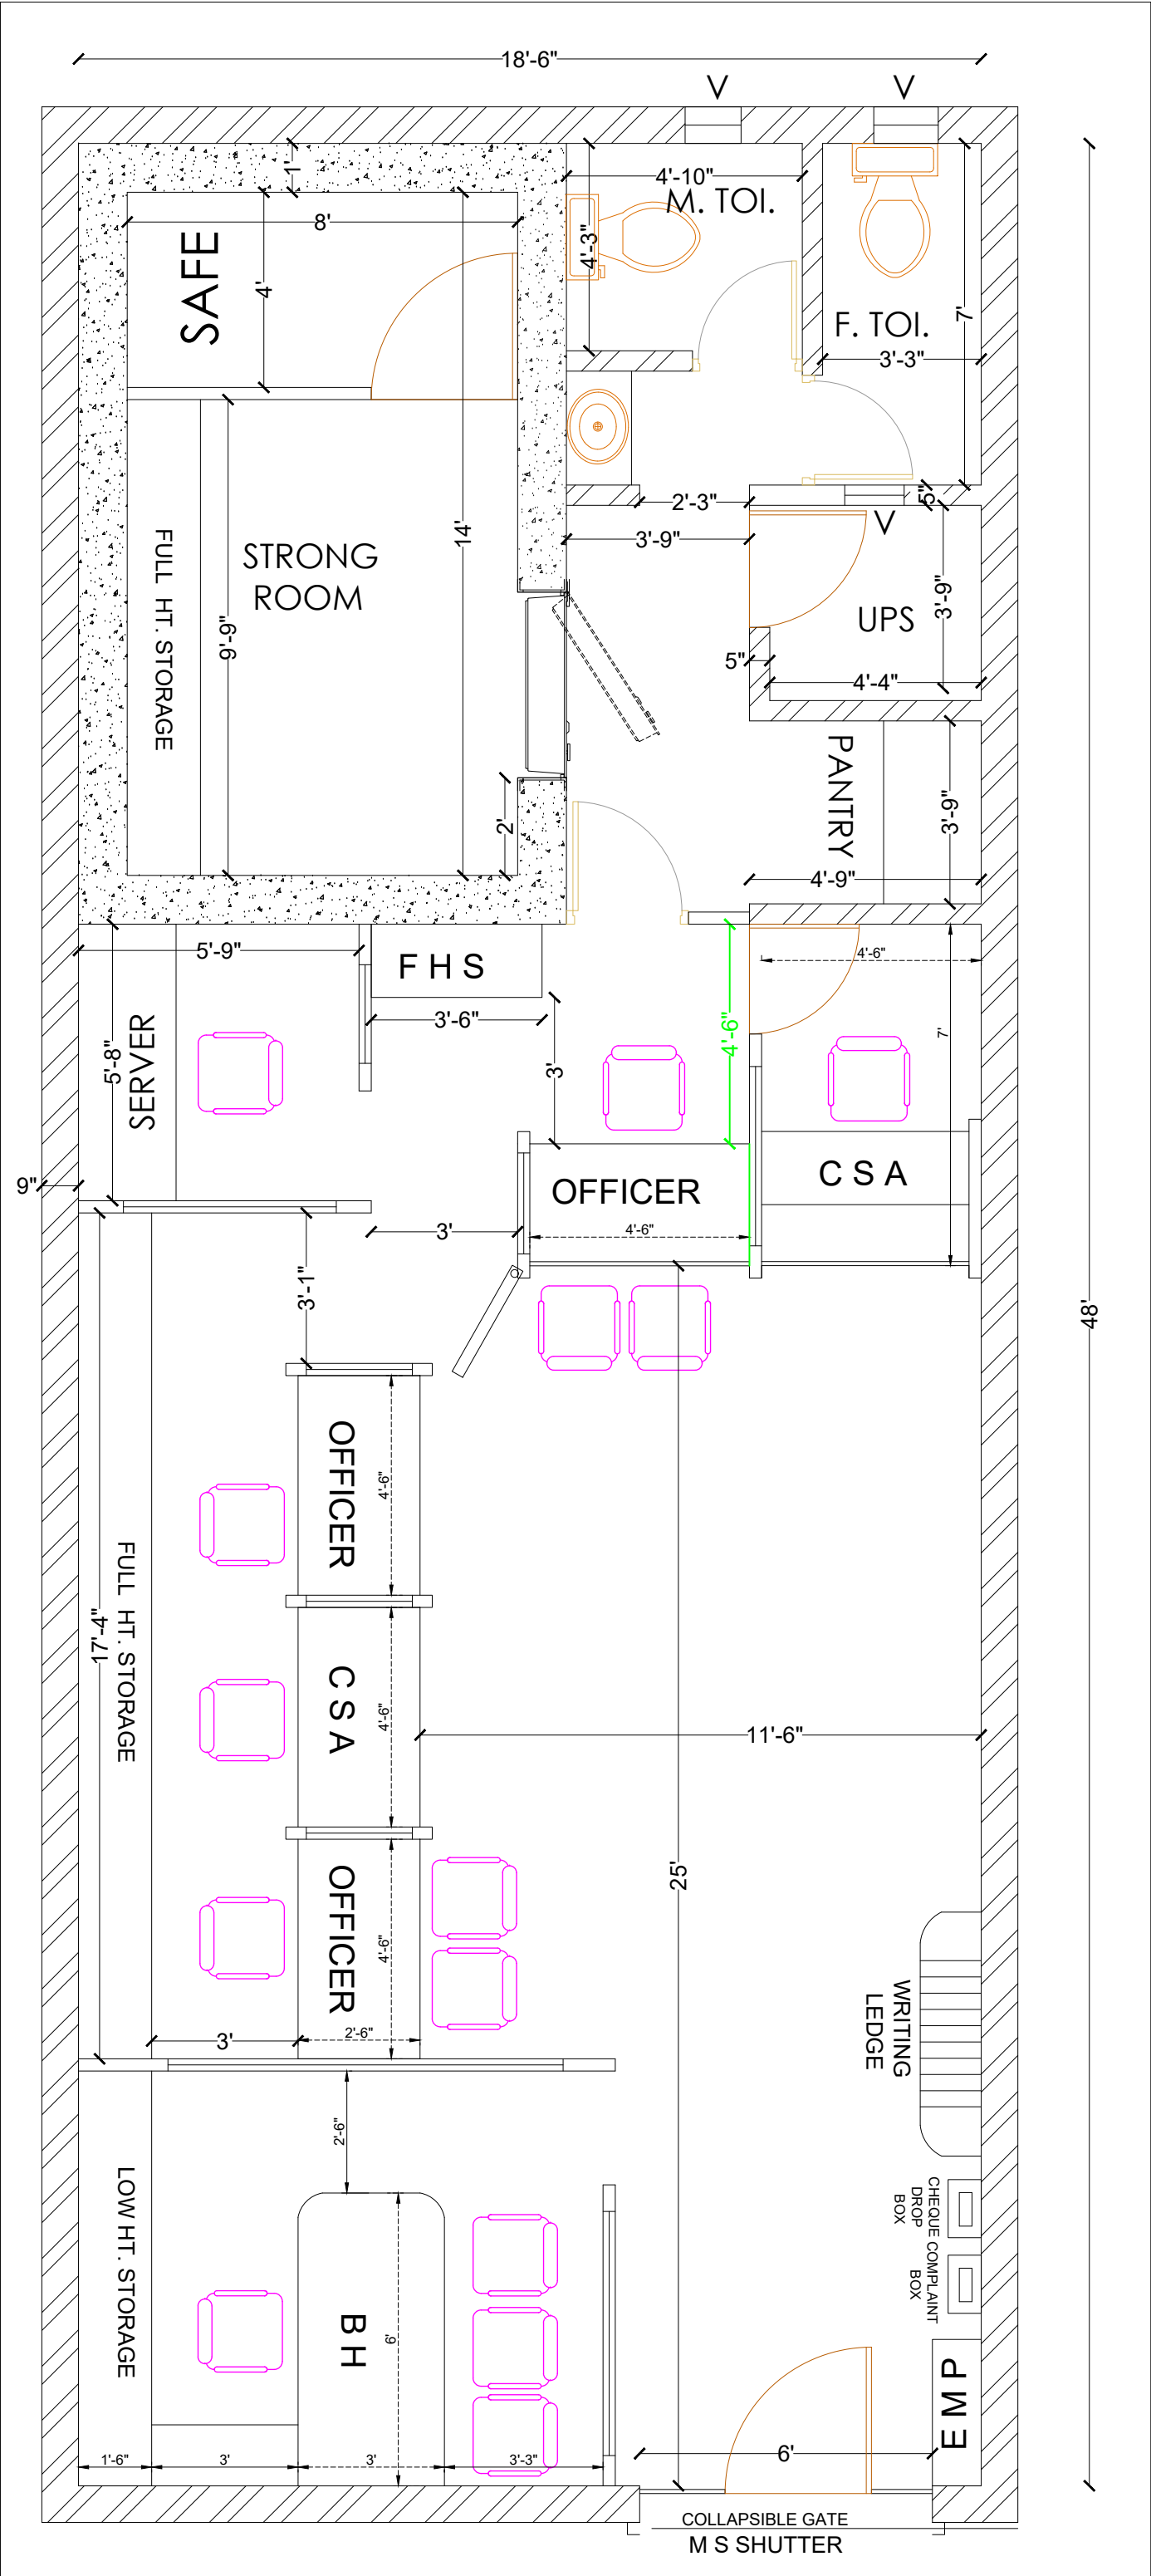 18'-6"
V
V
1'
4'-10"
M. TOI.
8'
SAFE
4'
4'-3"
F. TOI.
7'
3'-3"
2'-3"
5"
3'-9"
V
FULL HT. STORAGE
STRONG
ROOM
14'
9'-9"
3'-9"
UPS
5"
4'-4"
PANTRY
2'
3'-9"
4'-9"
5'-9"
F H S
4'-6"
3'-6"
4'-6"
7'
5'-8"
SERVER
3'
C S A
9"
OFFICER
4'-6"
3'
3'-1"
48'
OFFICER
4'-6"
FULL HT. STORAGE
17'-4"
C S A
4'-6"
11'-6"
25'
OFFICER
4'-6"
WRITING
LEDGE
3'
2'-6"
2'-6"
CHEQUE
DROP
BOX
LOW HT. STORAGE
COMPLAINT
BOX
B H
6'
E M P
1'-6"
3'
3'
3'-3"
6'
COLLAPSIBLE GATE
M S SHUTTER